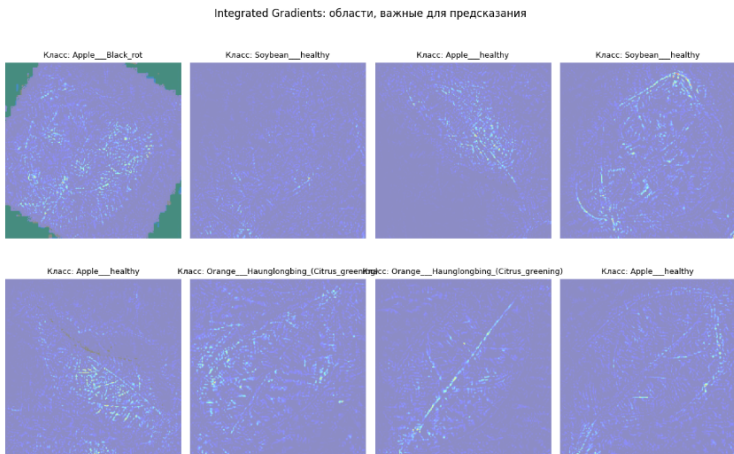 Integrated Gradients: области, важные для предсказания
Класс: Apple___Black_rot
Класс: Soybean___healthy
Класс: Apple___healthy
Класс: Soybean___healthy
Класс: Apple___healthy
Класс: Orange___Haunglongbing_(Citrus_greening)
Класс: Orange___Haunglongbing_(Citrus_greening)
Класс: Apple___healthy